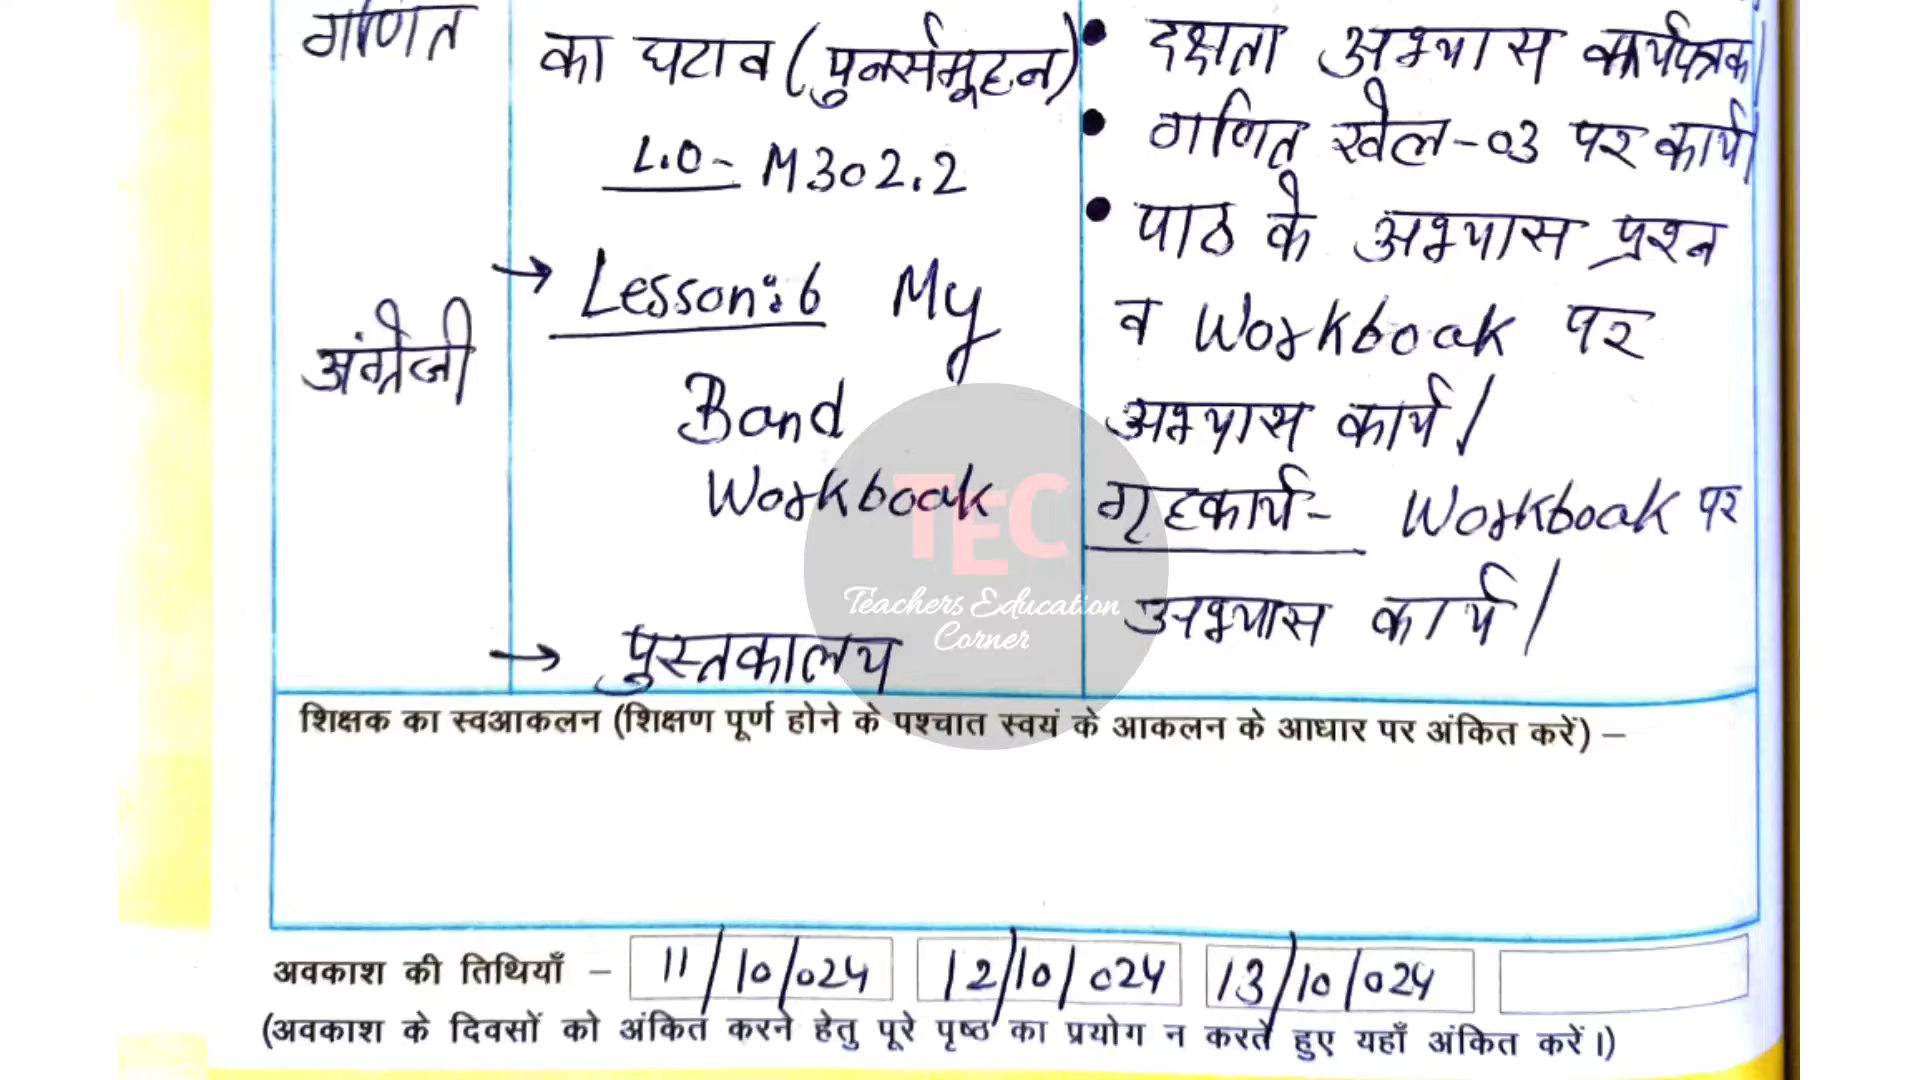 गणित
का घटाव (पुनर्समूहन)
L.O- M302.2
अंग्रेजी
→ Lesson:6 My
Band
Workbook
→ पुस्तकालय
• दक्षता अभ्यास कार्यपत्रक।
• गणित खेल-03 पर कार्य।
• पाठ के अभ्यास प्रश्न
व Workbook पर
अभ्यास कार्य।
गृहकार्य- Workbook पर
अभ्यास कार्य।
TEC
Teachers Education
Corner
शिक्षक का स्वआकलन (शिक्षण पूर्ण होने के पश्चात स्वयं के आकलन के आधार पर अंकित करें) –
अवकाश की तिथियाँ – 11/10/024 12/10/024 13/10/024
(अवकाश के दिवसों को अंकित करने हेतु पूरे पृष्ठ का प्रयोग न करते हुए यहाँ अंकित करें।)